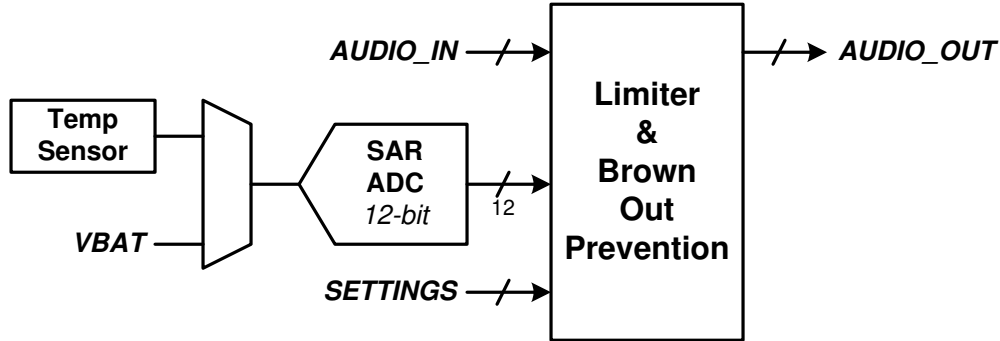 AUDIO_IN
AUDIO_OUT
Temp
Sensor
VBAT
SAR
ADC
12-bit
12
SETTINGS
Limiter
&
Brown
Out
Prevention